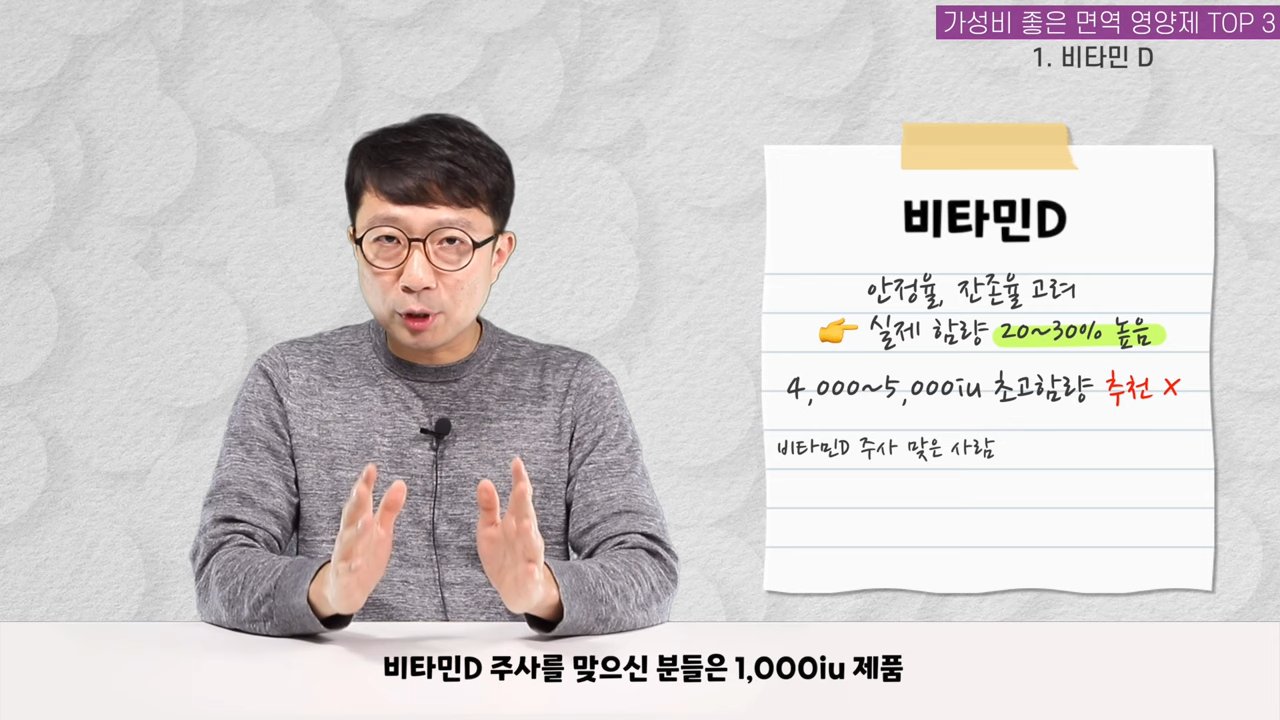 가성비 좋은 면역 영양제 TOP 3
1. 비타민 D
비타민D
안정율, 잔존율 고려
👉 실제 함량 20~30% 높음
4,000~5,000iu 초고함량 추천 X
비타민D 주사 맞은 사람
비타민D 주사를 맞으신 분들은 1,000iu 제품